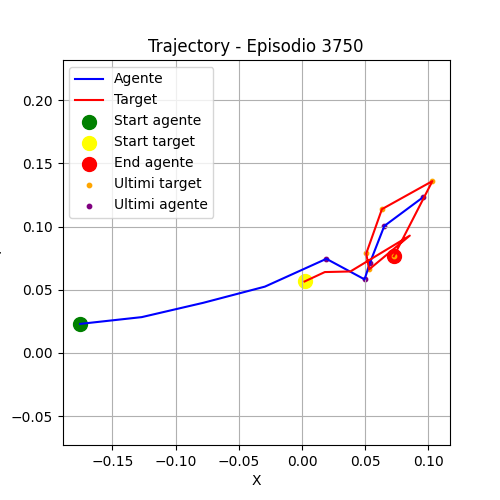 Trajectory - Episodio 3750
Agente
Target
Start agente
Start target
End agente
Ultimi target
Ultimi agente
0.20
0.15
0.10
0.05
0.00
−0.05
−0.15
−0.10
−0.05
0.00
0.05
0.10
X